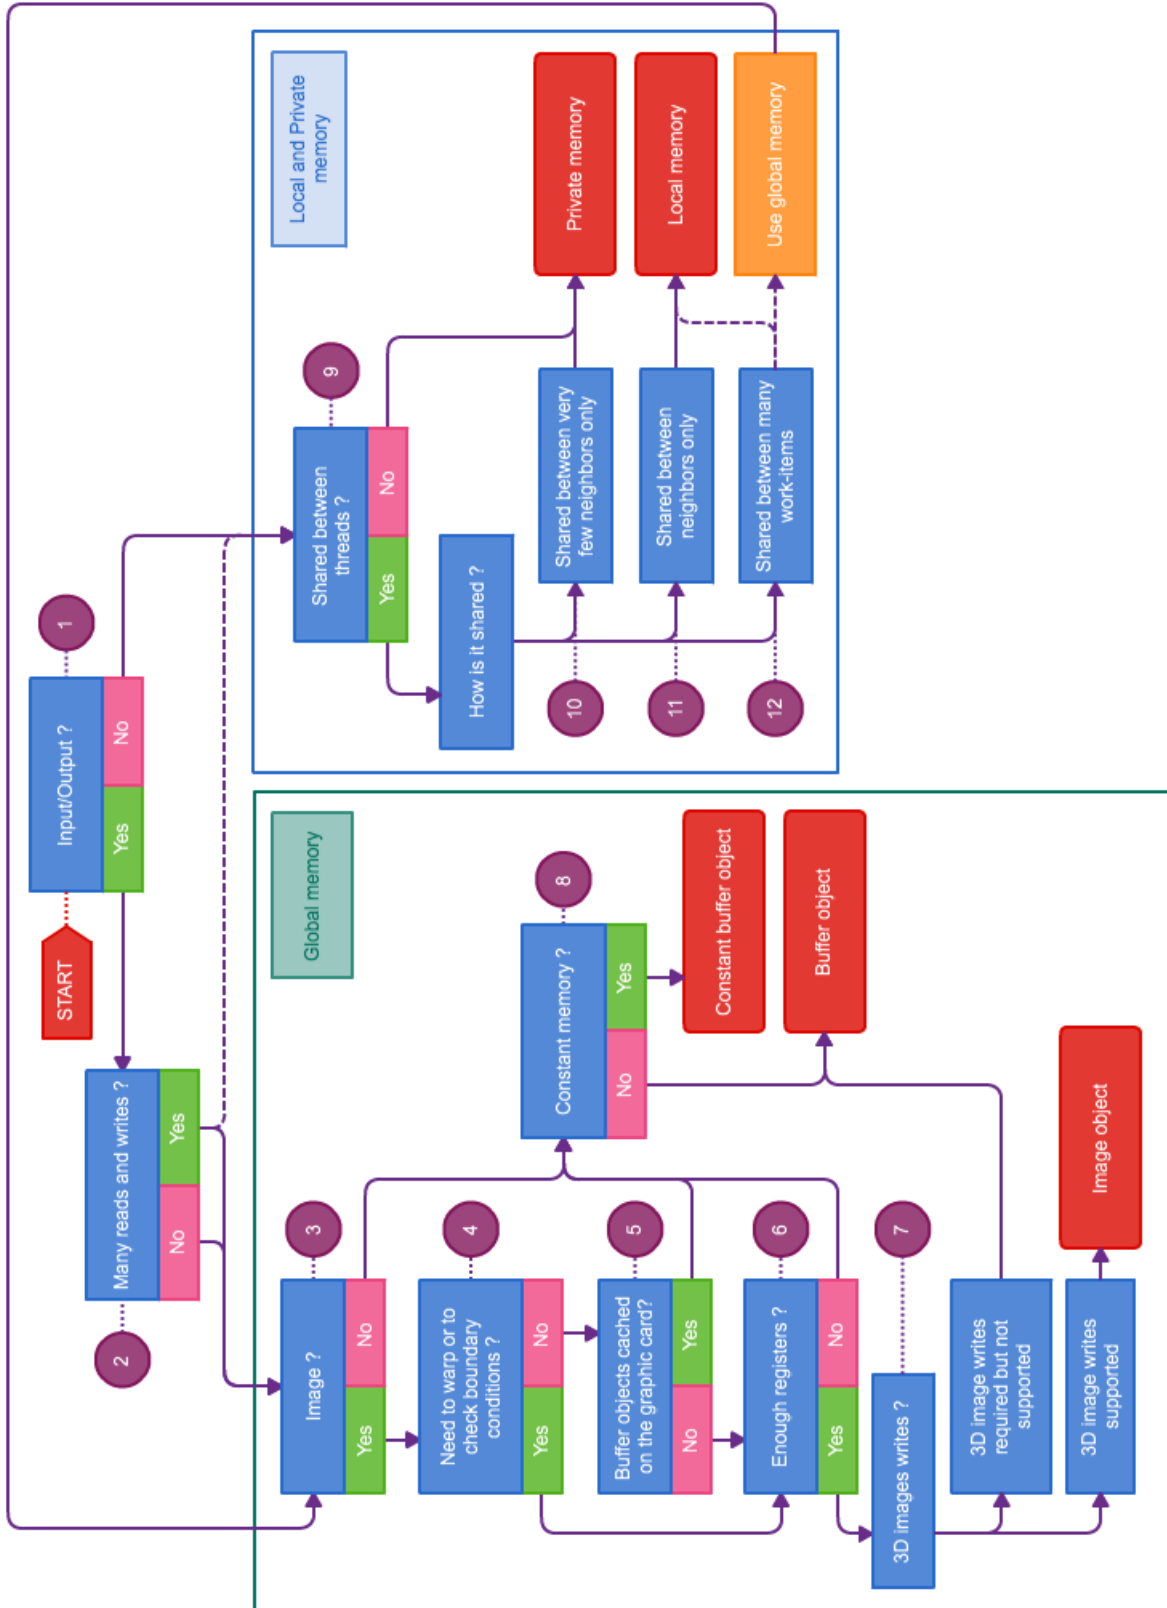 START
Input/Output ?
Yes
No
1
Many reads and writes ?
No
Yes
2
Global memory
Image ?
Yes
No
3
Need to warp or to
check boundary
conditions ?
Yes
No
4
Buffer objects cached
on the graphic card?
No
Yes
5
Enough registers ?
Yes
No
6
3D images writes ?
7
3D image writes
required but not
supported
3D image writes
supported
Constant memory ?
No
Yes
8
Constant buffer object
Buffer object
Image object
Local and Private
memory
Shared between
threads ?
Yes
No
9
How is it shared ?
10
Shared between very
few neighbors only
Private memory
11
Shared between
neighbors only
Local memory
12
Shared between many
work-items
Use global memory